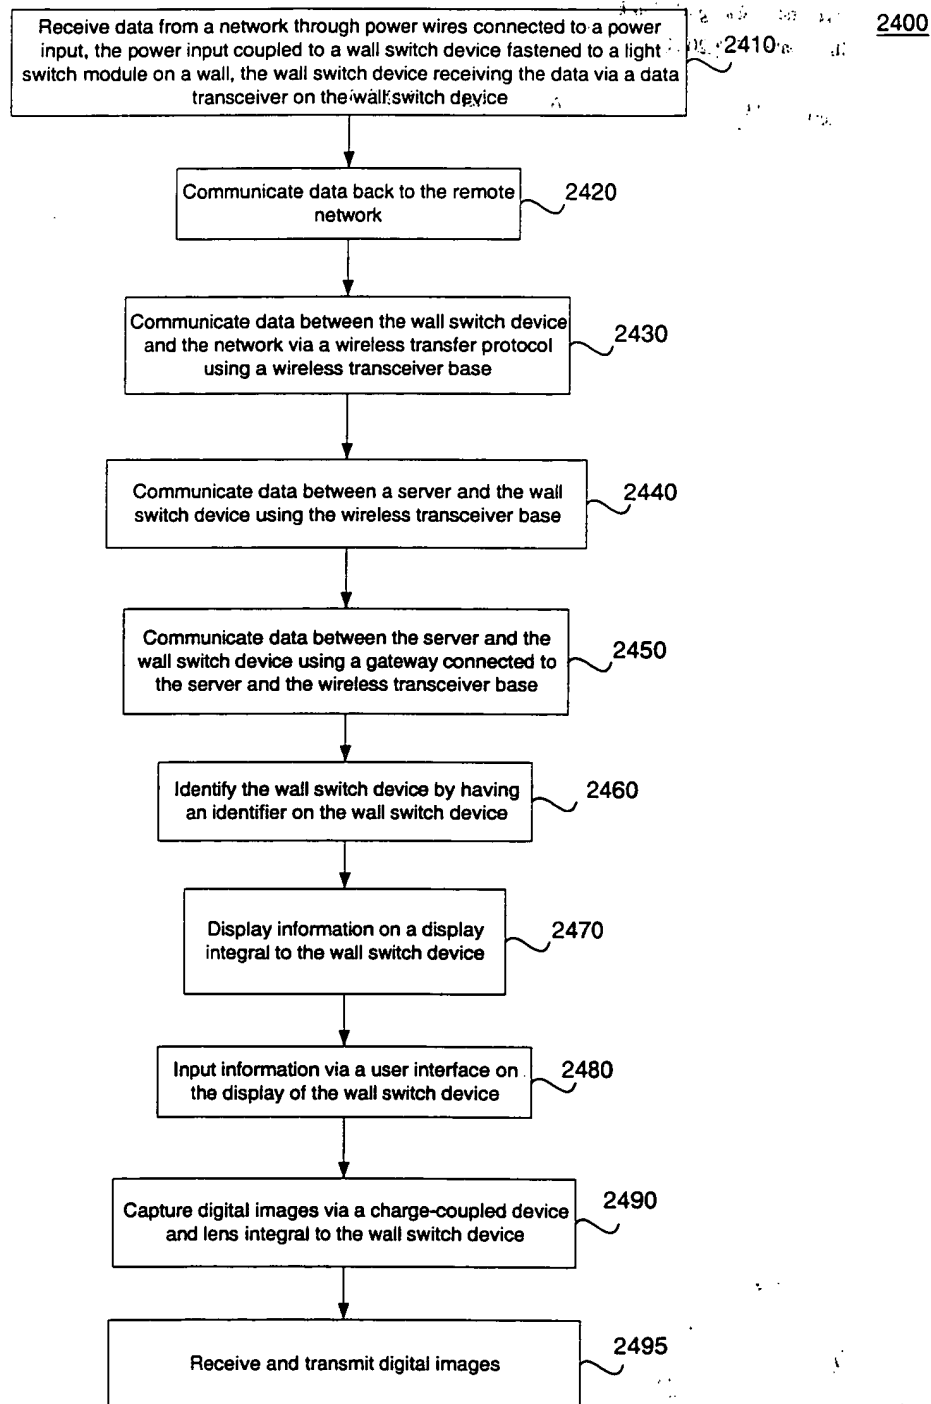 2400
Receive data from a network through power wires connected to a power
input, the power input coupled to a wall switch device fastened to a light
switch module on a wall, the wall switch device receiving the data via a data
transceiver on the wall switch device
2410
Communicate data back to the remote
network
2420
Communicate data between the wall switch device
and the network via a wireless transfer protocol
using a wireless transceiver base
2430
Communicate data between a server and the wall
switch device using the wireless transceiver base
2440
Communicate data between the server and the
wall switch device using a gateway connected to
the server and the wireless transceiver base
2450
Identify the wall switch device by having
an identifier on the wall switch device
2460
Display information on a display
integral to the wall switch device
2470
Input information via a user interface on
the display of the wall switch device
2480
Capture digital images via a charge-coupled device
and lens integral to the wall switch device
2490
Receive and transmit digital images
2495